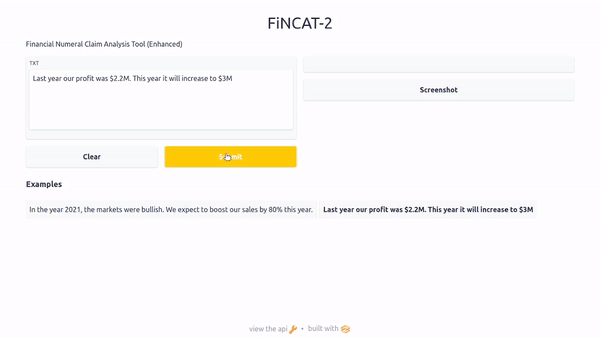 FiNCAT-2
Financial Numeral Claim Analysis Tool (Enhanced)
TXT
Last year our profit was $2.2M. This year it will increase to $3M
Screenshot
Clear
Submit
Examples
In the year 2021, the markets were bullish. We expect to boost our sales by 80% this year.
Last year our profit was $2.2M. This year it will increase to $3M
view the api • built with